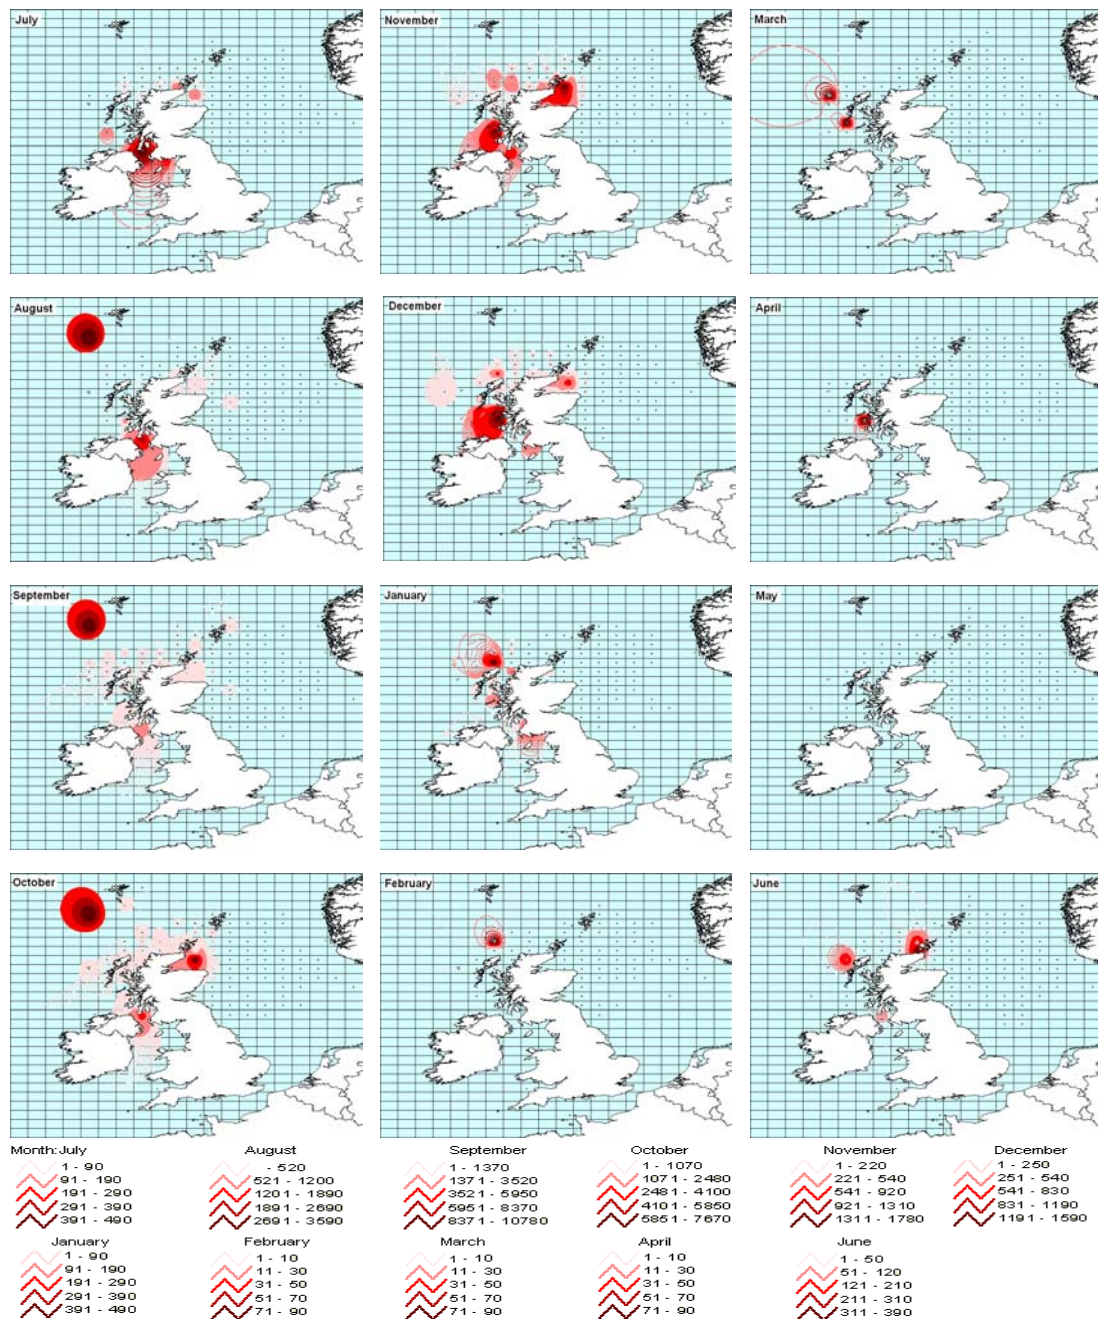 July
November
March
August
December
April
September
January
May
October
February
June
Month:July
1 - 90
91 - 190
191 - 290
291 - 390
391 - 490
August
- 520
521 - 1200
1201 - 1890
1891 - 2690
2691 - 3590
September
1 - 1370
1371 - 3520
3521 - 5950
5951 - 8370
8371 - 10780
October
1 - 1070
1071 - 2480
2481 - 4100
4101 - 5850
5851 - 7670
November
1 - 220
221 - 540
541 - 920
921 - 1310
1311 - 1780
December
1 - 250
251 - 540
541 - 830
831 - 1190
1191 - 1590
January
1 - 90
91 - 190
191 - 290
291 - 390
391 - 490
February
1 - 10
11 - 30
31 - 50
51 - 70
71 - 90
March
1 - 10
11 - 30
31 - 50
51 - 70
71 - 90
April
1 - 10
11 - 30
31 - 50
51 - 70
71 - 90
June
1 - 50
51 - 120
121 - 210
211 - 310
311 - 390